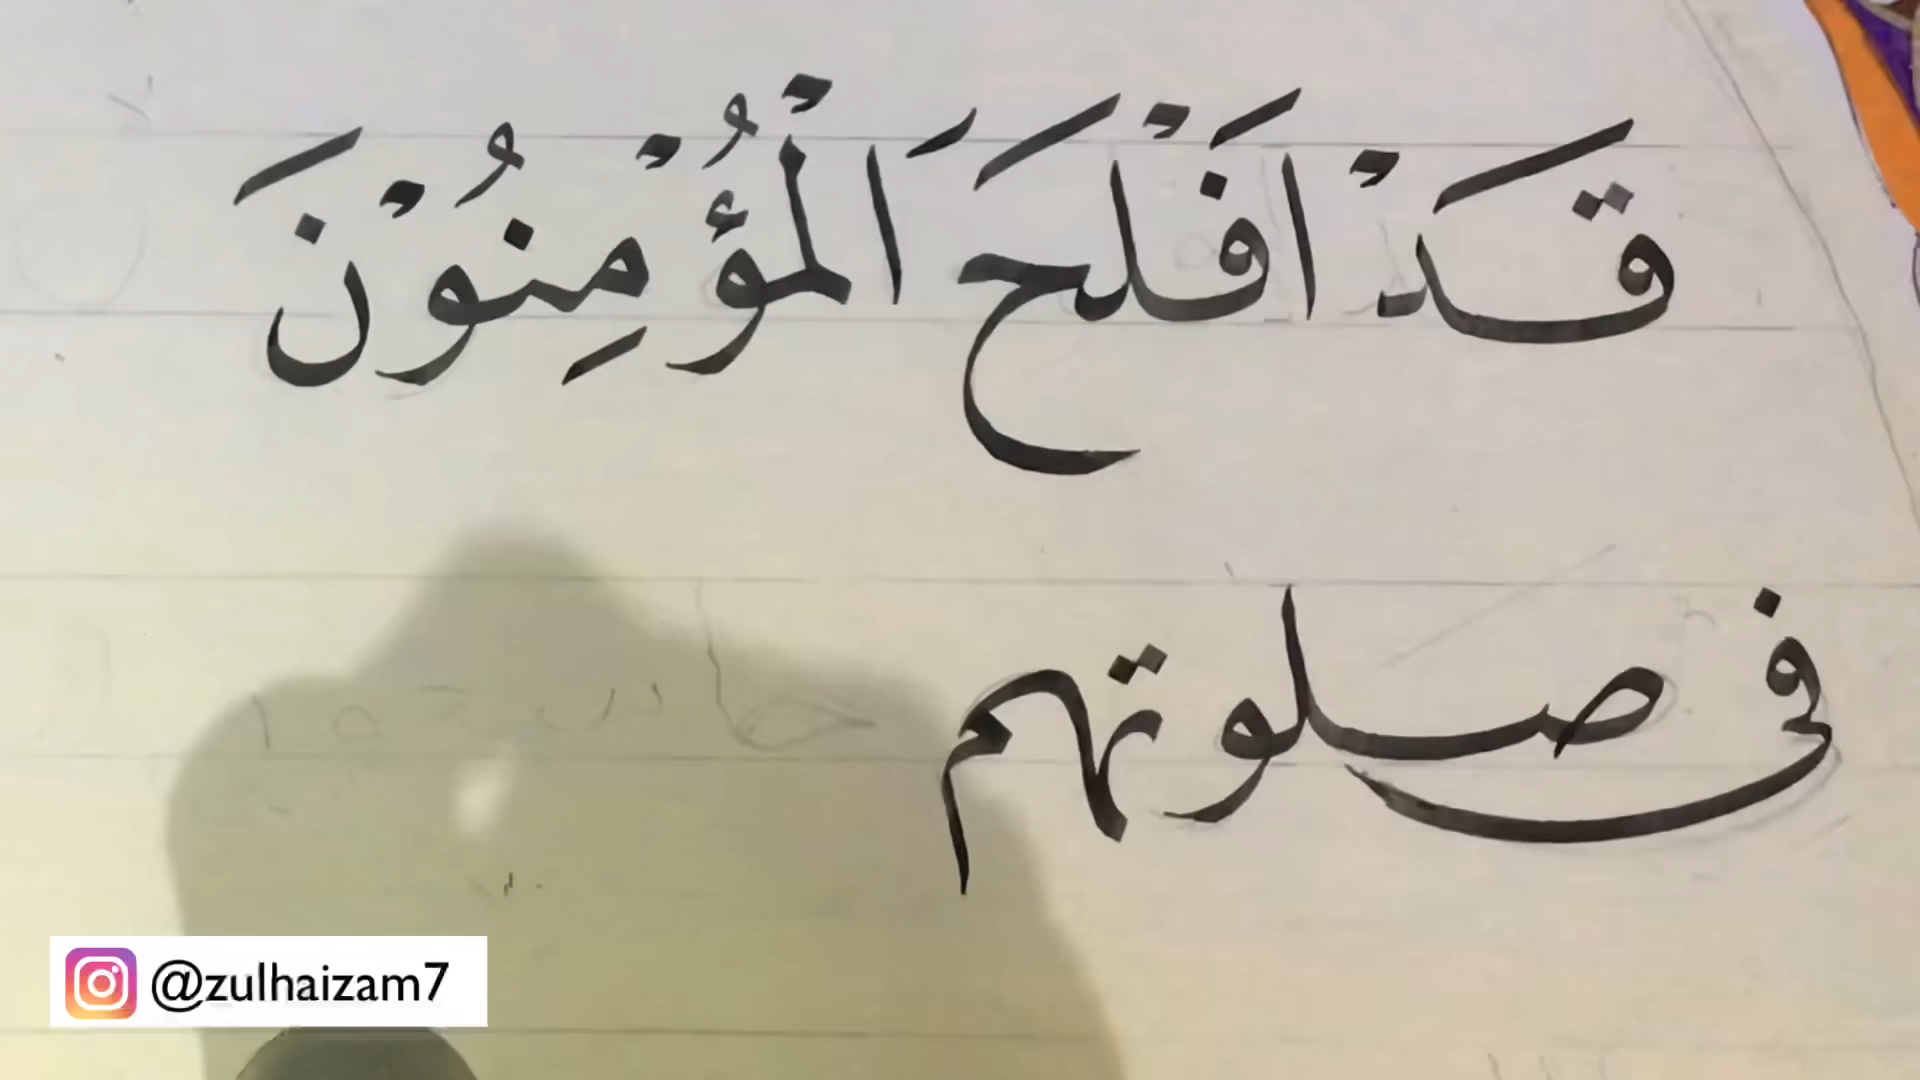 قَدْ اَفْلَحَ الْمُؤْمِنُوْنَ
فى صلوتهم
@zulhaizam7